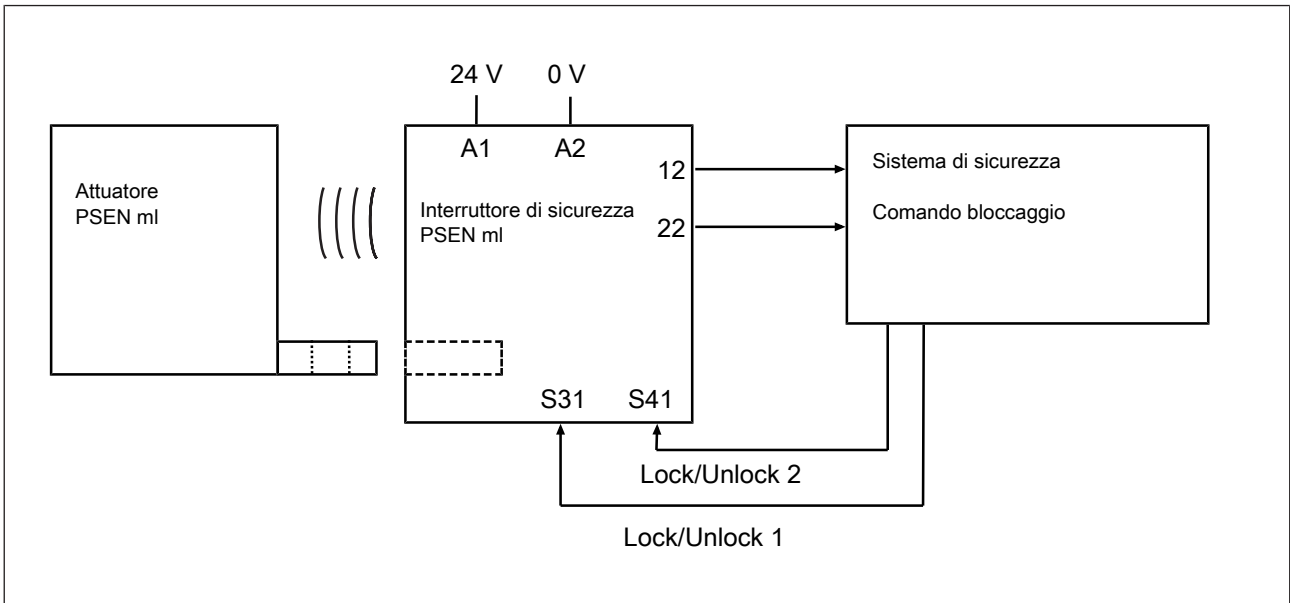 24 V 0 V
A1 A2
Attuatore
PSEN ml
Interruttore di sicurezza
PSEN ml
12
22
Sistema di sicurezza
Comando bloccaggio
S31 S41
Lock/Unlock 2
Lock/Unlock 1